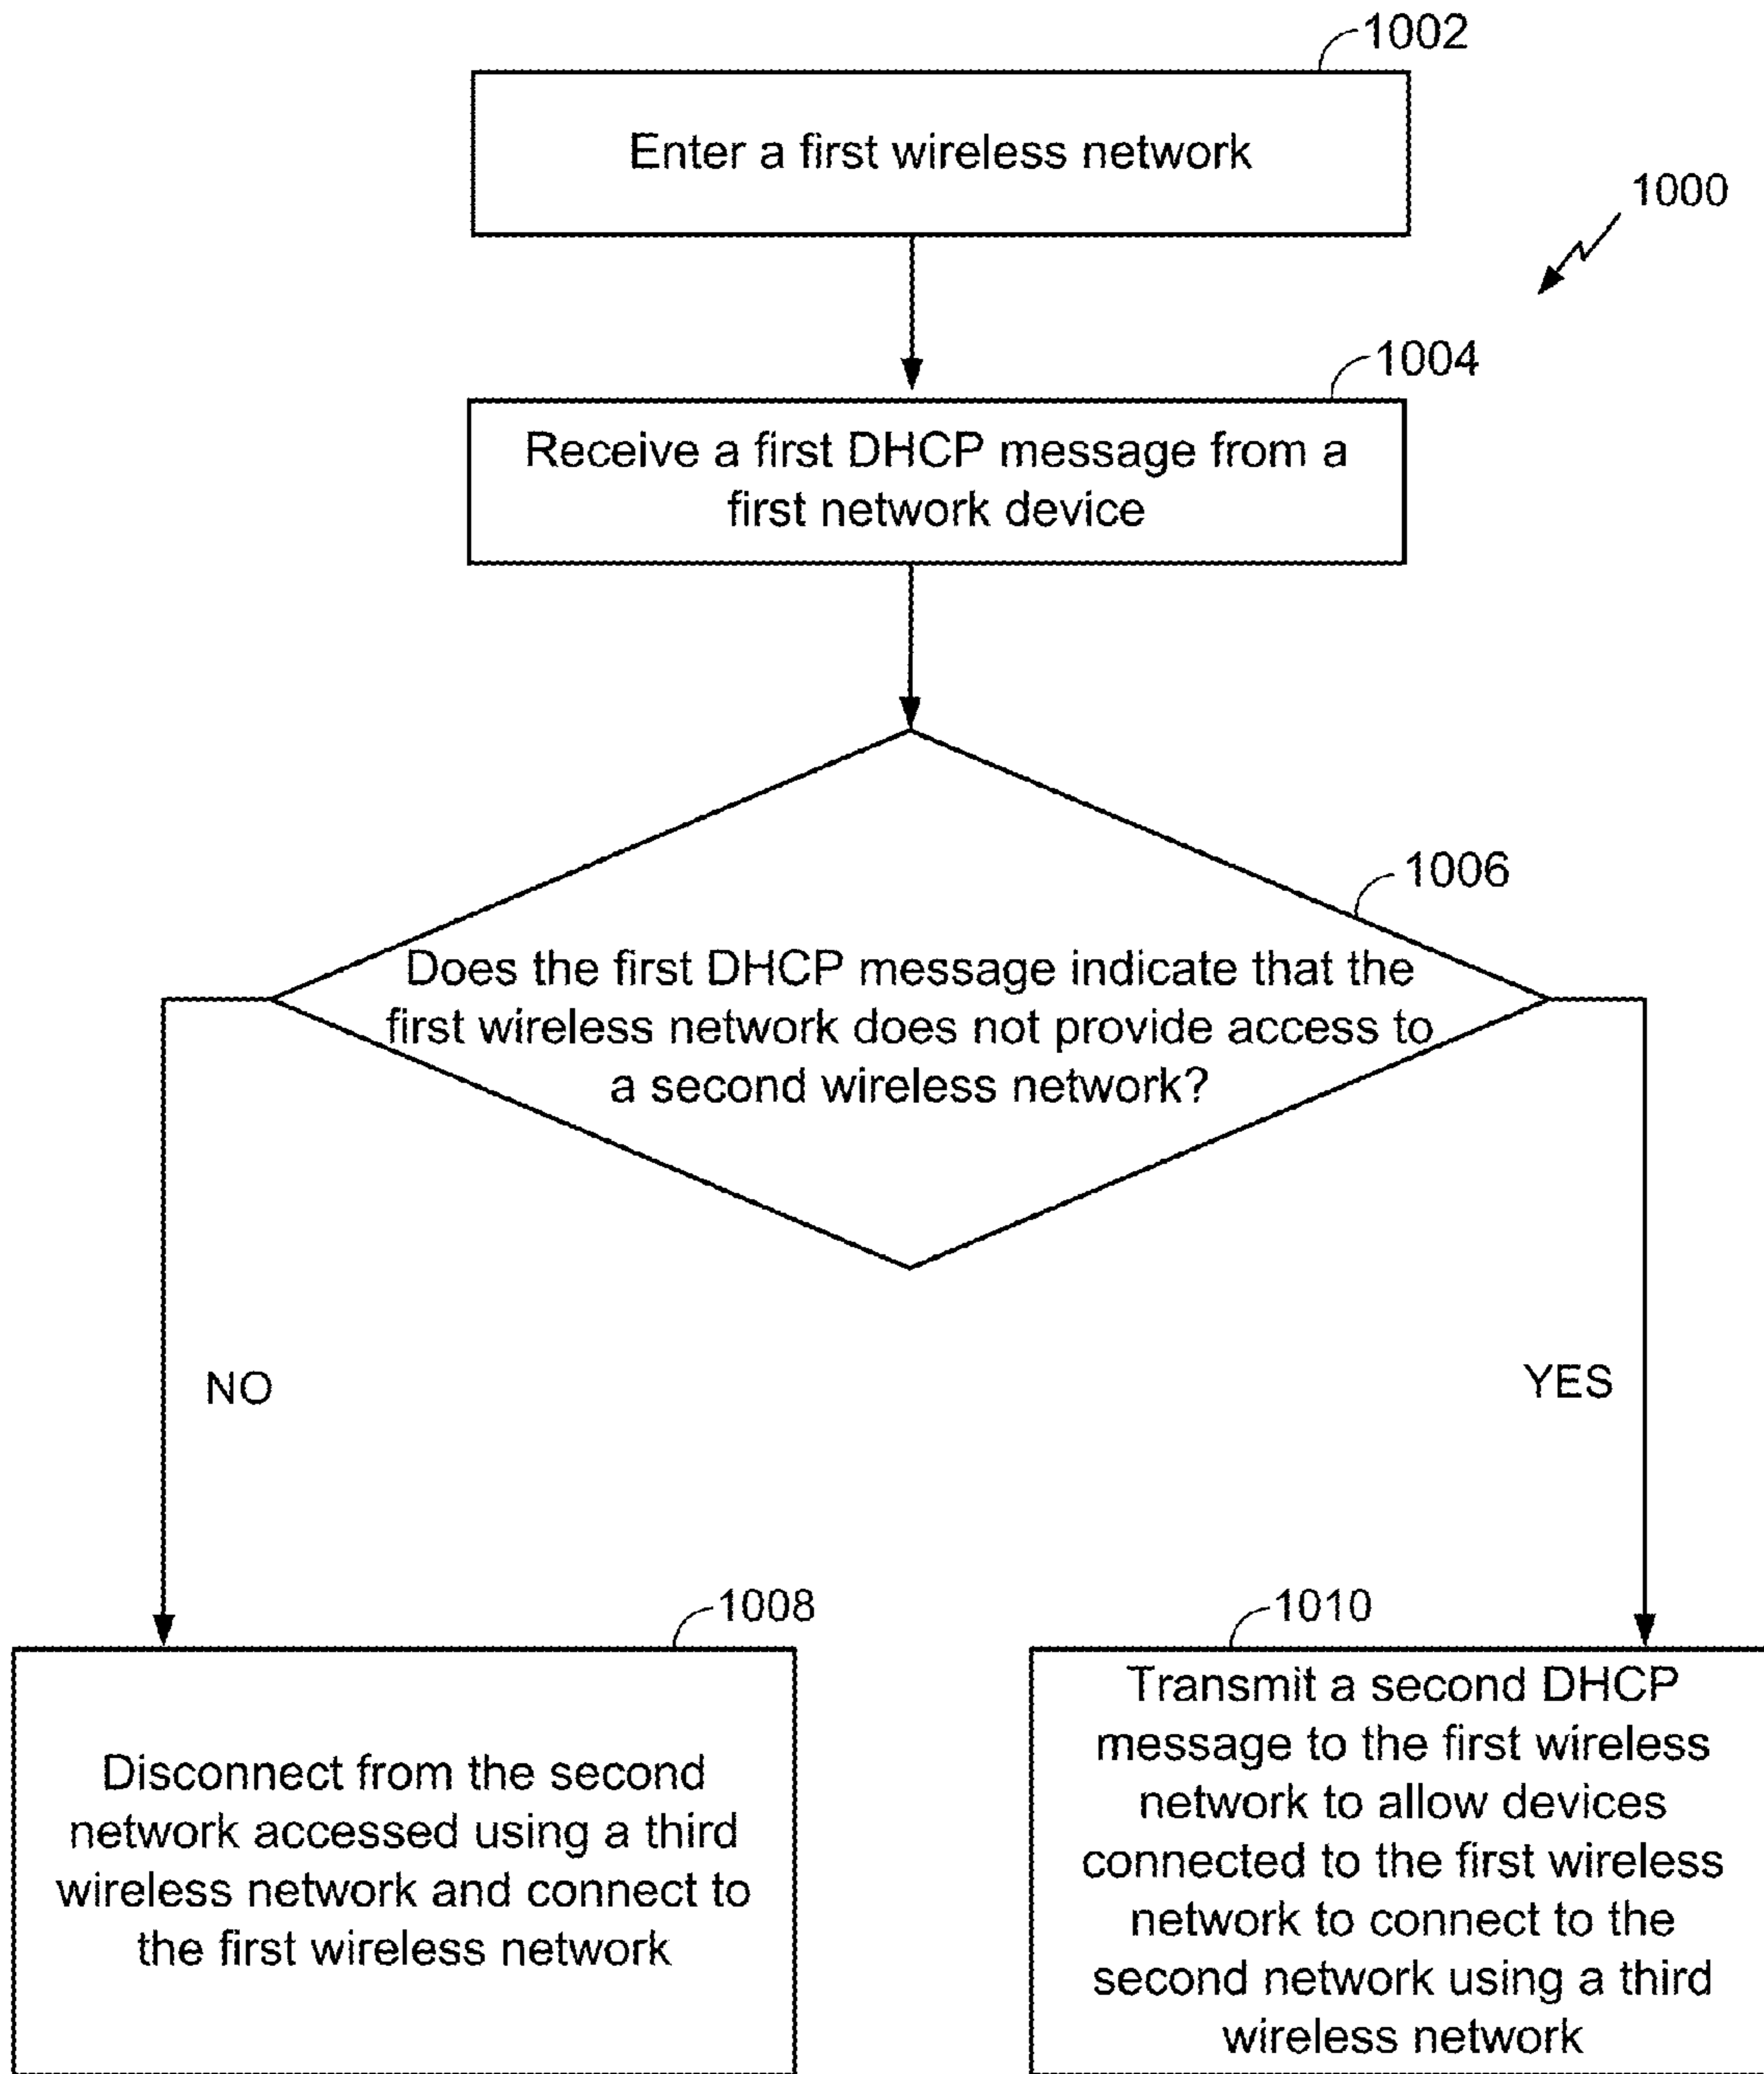 1002
Enter a first wireless network
1000
1004
Receive a first DHCP message from a
first network device
1006
Does the first DHCP message indicate that the
first wireless network does not provide access to
a second wireless network?
NO
YES
1008
Disconnect from the second
network accessed using a third
wireless network and connect to
the first wireless network
1010
Transmit a second DHCP
message to the first wireless
network to allow devices
connected to the first wireless
network to connect to the
second network using a third
wireless network